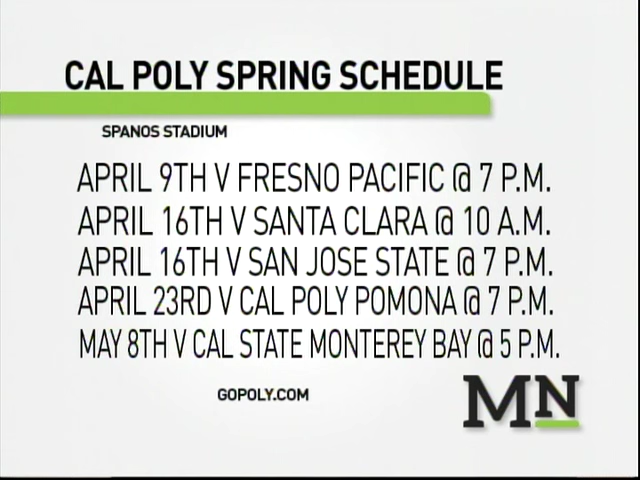 CAL POLY SPRING SCHEDULE
SPANOS STADIUM
APRIL 9TH V FRESNO PACIFIC @ 7 P.M.
APRIL 16TH V SANTA CLARA @ 10 A.M.
APRIL 16TH V SAN JOSE STATE @ 7 P.M.
APRIL 23RD V CAL POLY POMONA @ 7 P.M.
MAY 8TH V CAL STATE MONTEREY BAY @ 5 P.M.
GOPOLY.COM
MN